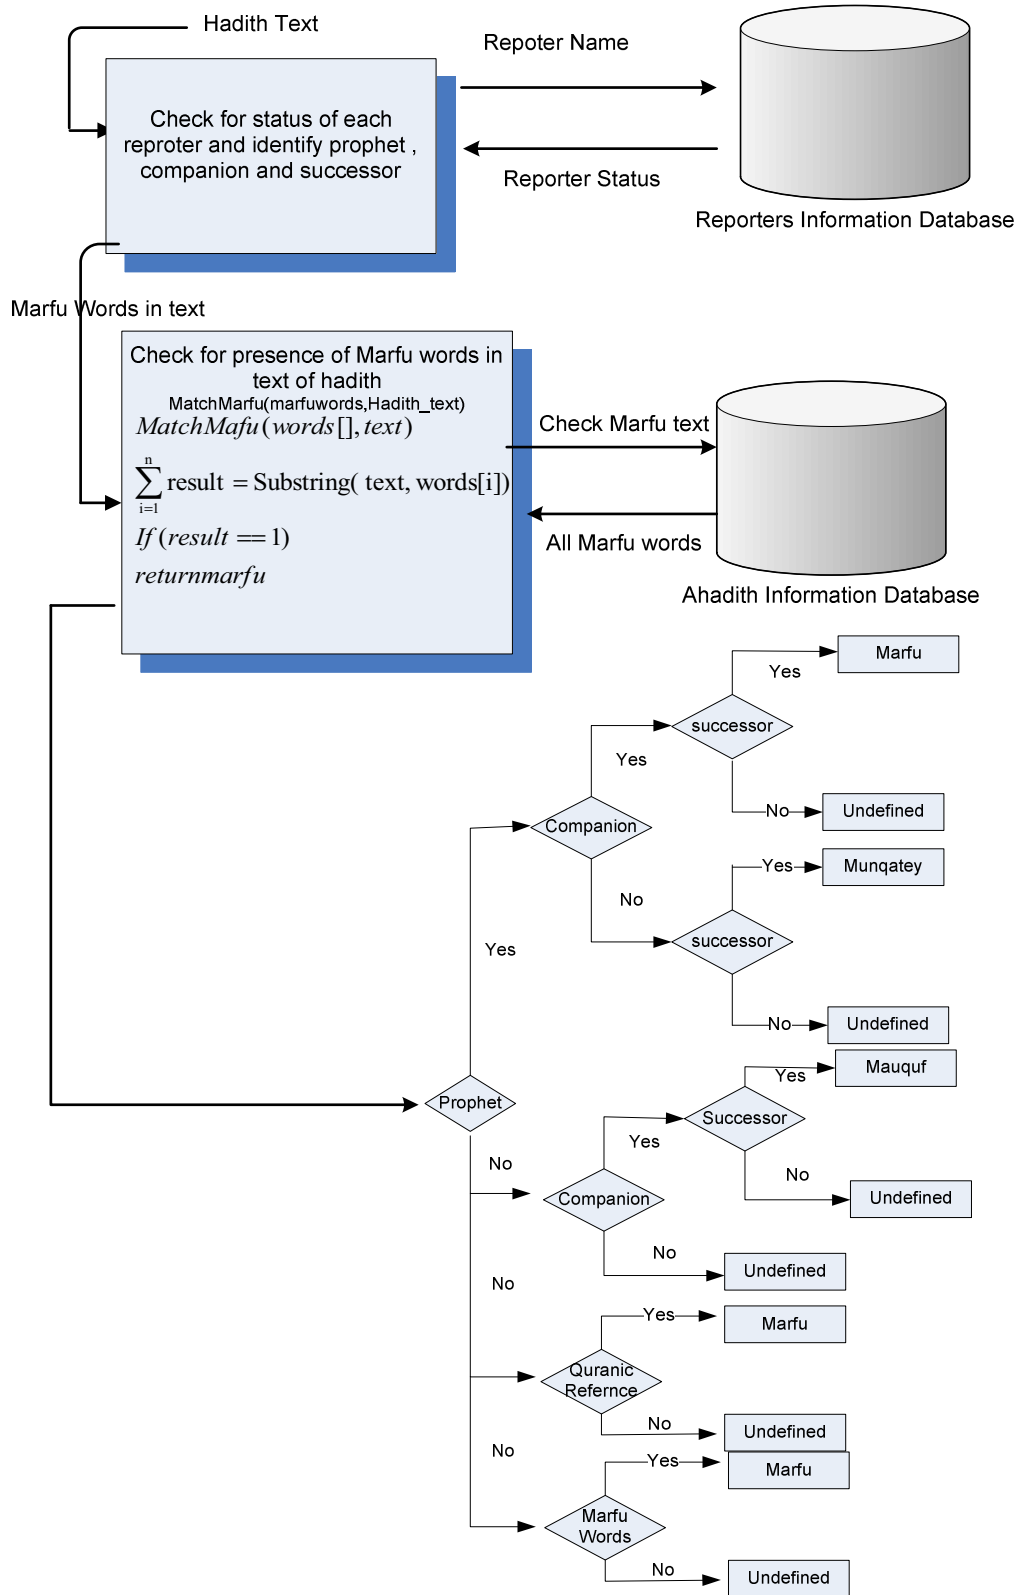 Hadith Text
Repoter Name
Check for status of each
reproter and identify prophet ,
companion and successor
Reporter Status
Reporters Information Database
Marfu Words in text
Check for presence of Marfu words in
text of hadith
MatchMarfu(marfuwords,Hadith_text)
MatchMafu(words[],text)
n
∑ result = Substring( text, words[i])
i=1
If (result == 1)
returnmarfu
Check Marfu text
All Marfu words
Ahadith Information Database
Marfu
Yes
successor
Yes
No
Undefined
Companion
Yes
Munqatey
No
successor
Yes
No
Undefined
Mauquf
Yes
Prophet
Successor
Yes
No
No
Undefined
Companion
No
Undefined
No
Yes
Marfu
Quranic
Refernce
No
Undefined
No
Yes
Marfu
Marfu
Words
No
Undefined